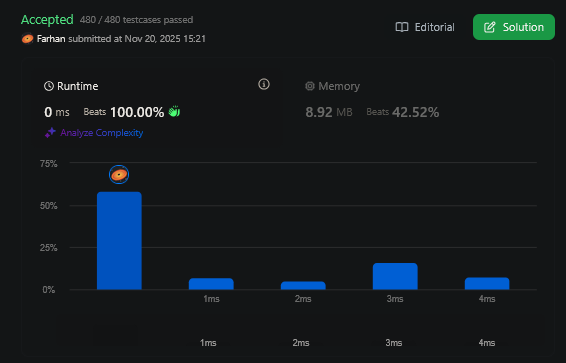 Accepted 480 / 480 testcases passed
Farhan submitted at Nov 20, 2025 15:21
Editorial
Solution
Runtime
0 ms Beats 100.00%
Analyze Complexity
Memory
8.92 MB Beats 42.52%
75%
50%
25%
0%
1ms 2ms 3ms 4ms
1ms 2ms 3ms 4ms